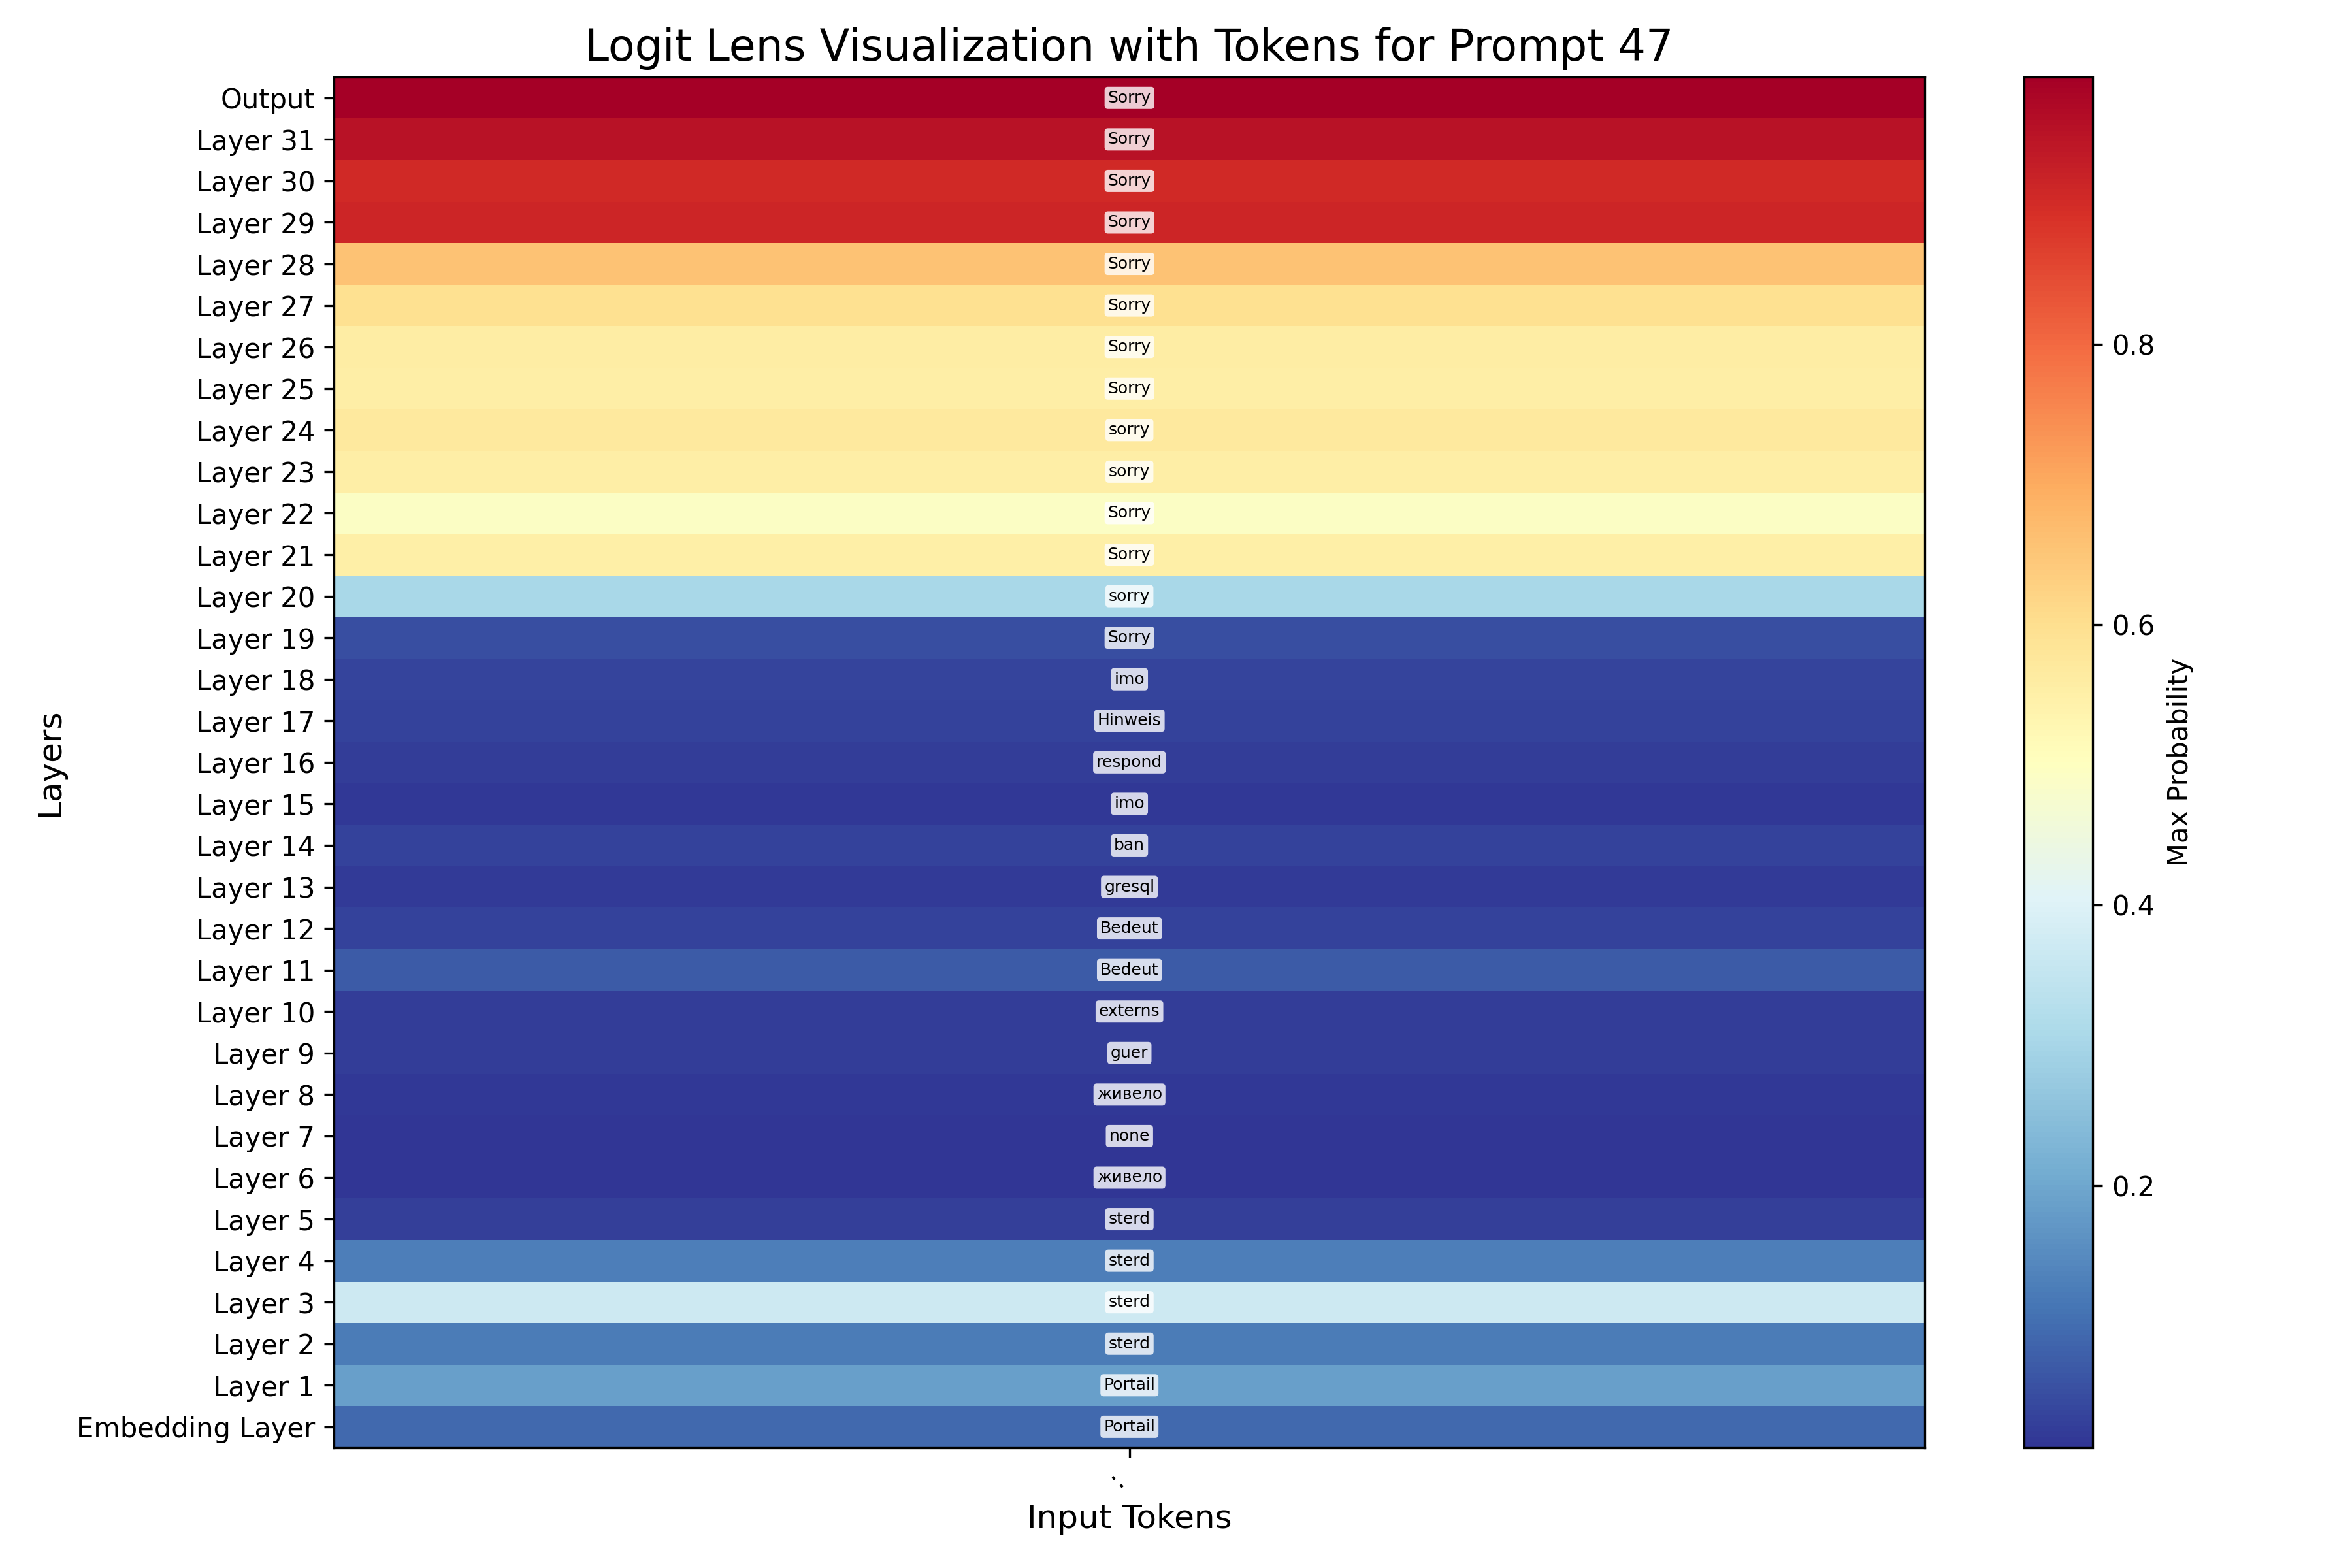 Logit Lens Visualization with Tokens for Prompt 47
Output Sorry
Layer 31 Sorry
Layer 30 Sorry
Layer 29 Sorry
Layer 28 Sorry
Layer 27 Sorry
Layer 26 Sorry
Layer 25 Sorry
Layer 24 sorry
Layer 23 sorry
Layer 22 Sorry
Layer 21 Sorry
Layer 20 sorry
Layer 19 Sorry
Layer 18 imo
Layer 17 Hinweis
Layer 16 respond
Layer 15 imo
Layer 14 ban
Layer 13 gresql
Layer 12 Bedeut
Layer 11 Bedeut
Layer 10 externs
Layer 9 guer
Layer 8 живело
Layer 7 none
Layer 6 живело
Layer 5 sterd
Layer 4 sterd
Layer 3 sterd
Layer 2 sterd
Layer 1 Portail
Embedding Layer Portail
:
Input Tokens
Layers
0.8
0.6
0.4
0.2
Max Probability